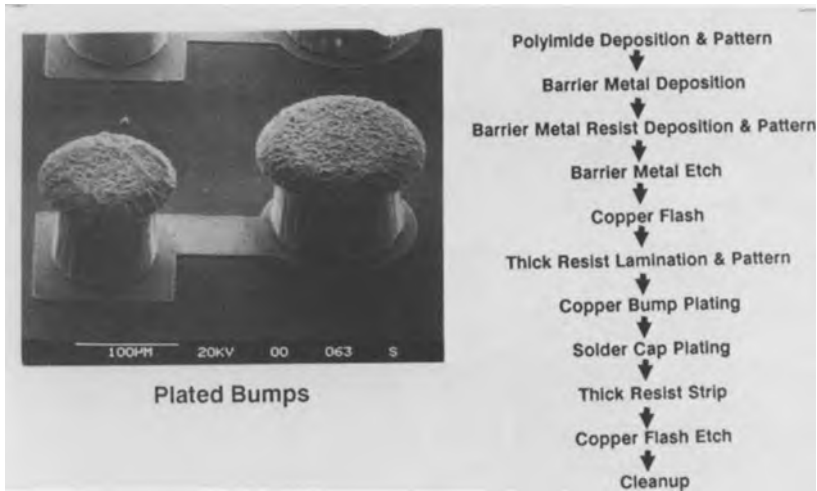 100µM 20KV 00 063 S
Plated Bumps
Polyimide Deposition & Pattern
Barrier Metal Deposition
Barrier Metal Resist Deposition & Pattern
Barrier Metal Etch
Copper Flash
Thick Resist Lamination & Pattern
Copper Bump Plating
Solder Cap Plating
Thick Resist Strip
Copper Flash Etch
Cleanup